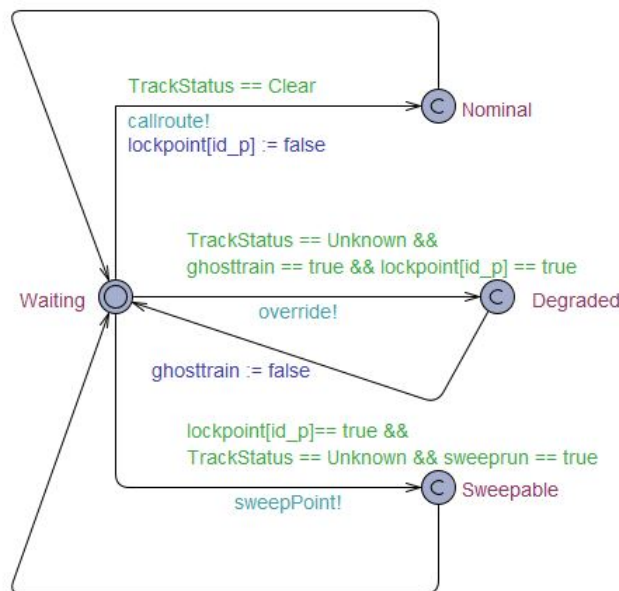 TrackStatus == Clear
C
Nominal
callroute!
lockpoint[id_p] := false
TrackStatus == Unknown &&
ghosttrain == true && lockpoint[id_p] == true
Waiting
C
Degraded
override!
ghosttrain := false
lockpoint[id_p]== true &&
TrackStatus == Unknown && sweeprun == true
C
Sweepable
sweepPoint!